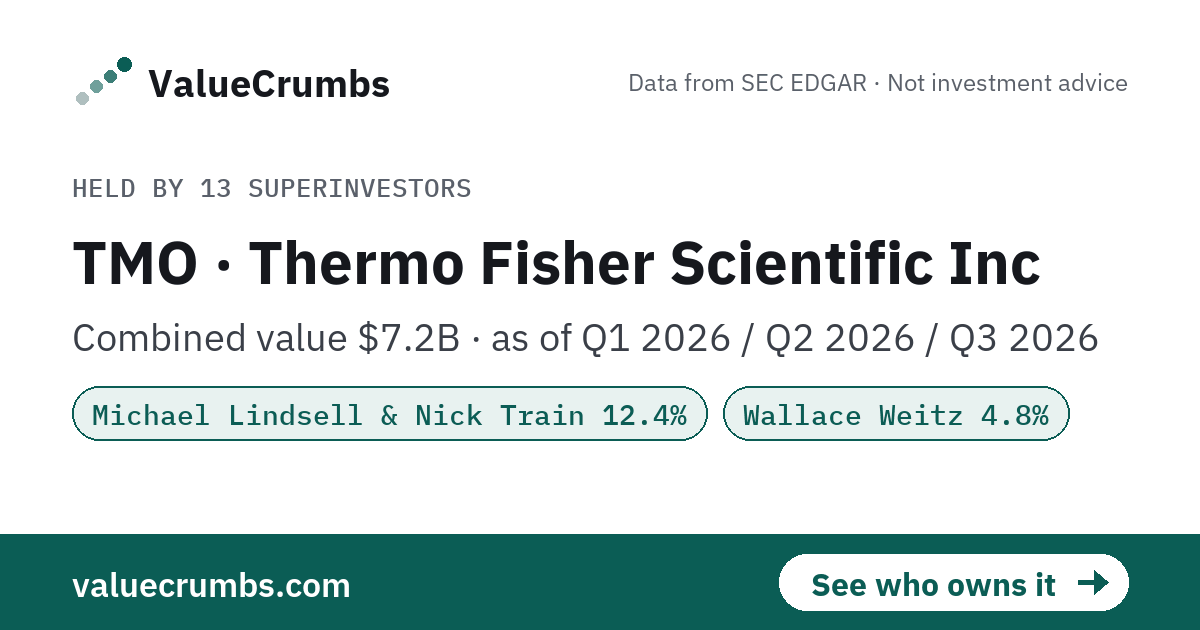 ValueCrumbs
Data from SEC EDGAR · Not investment advice
HELD BY 13 SUPERINVESTORS
TMO · Thermo Fisher Scientific Inc
Combined value $7.2B · as of Q1 2026 / Q2 2026 / Q3 2026
Michael Lindsell & Nick Train 12.4%
Wallace Weitz 4.8%
valuecrumbs.com
See who owns it →